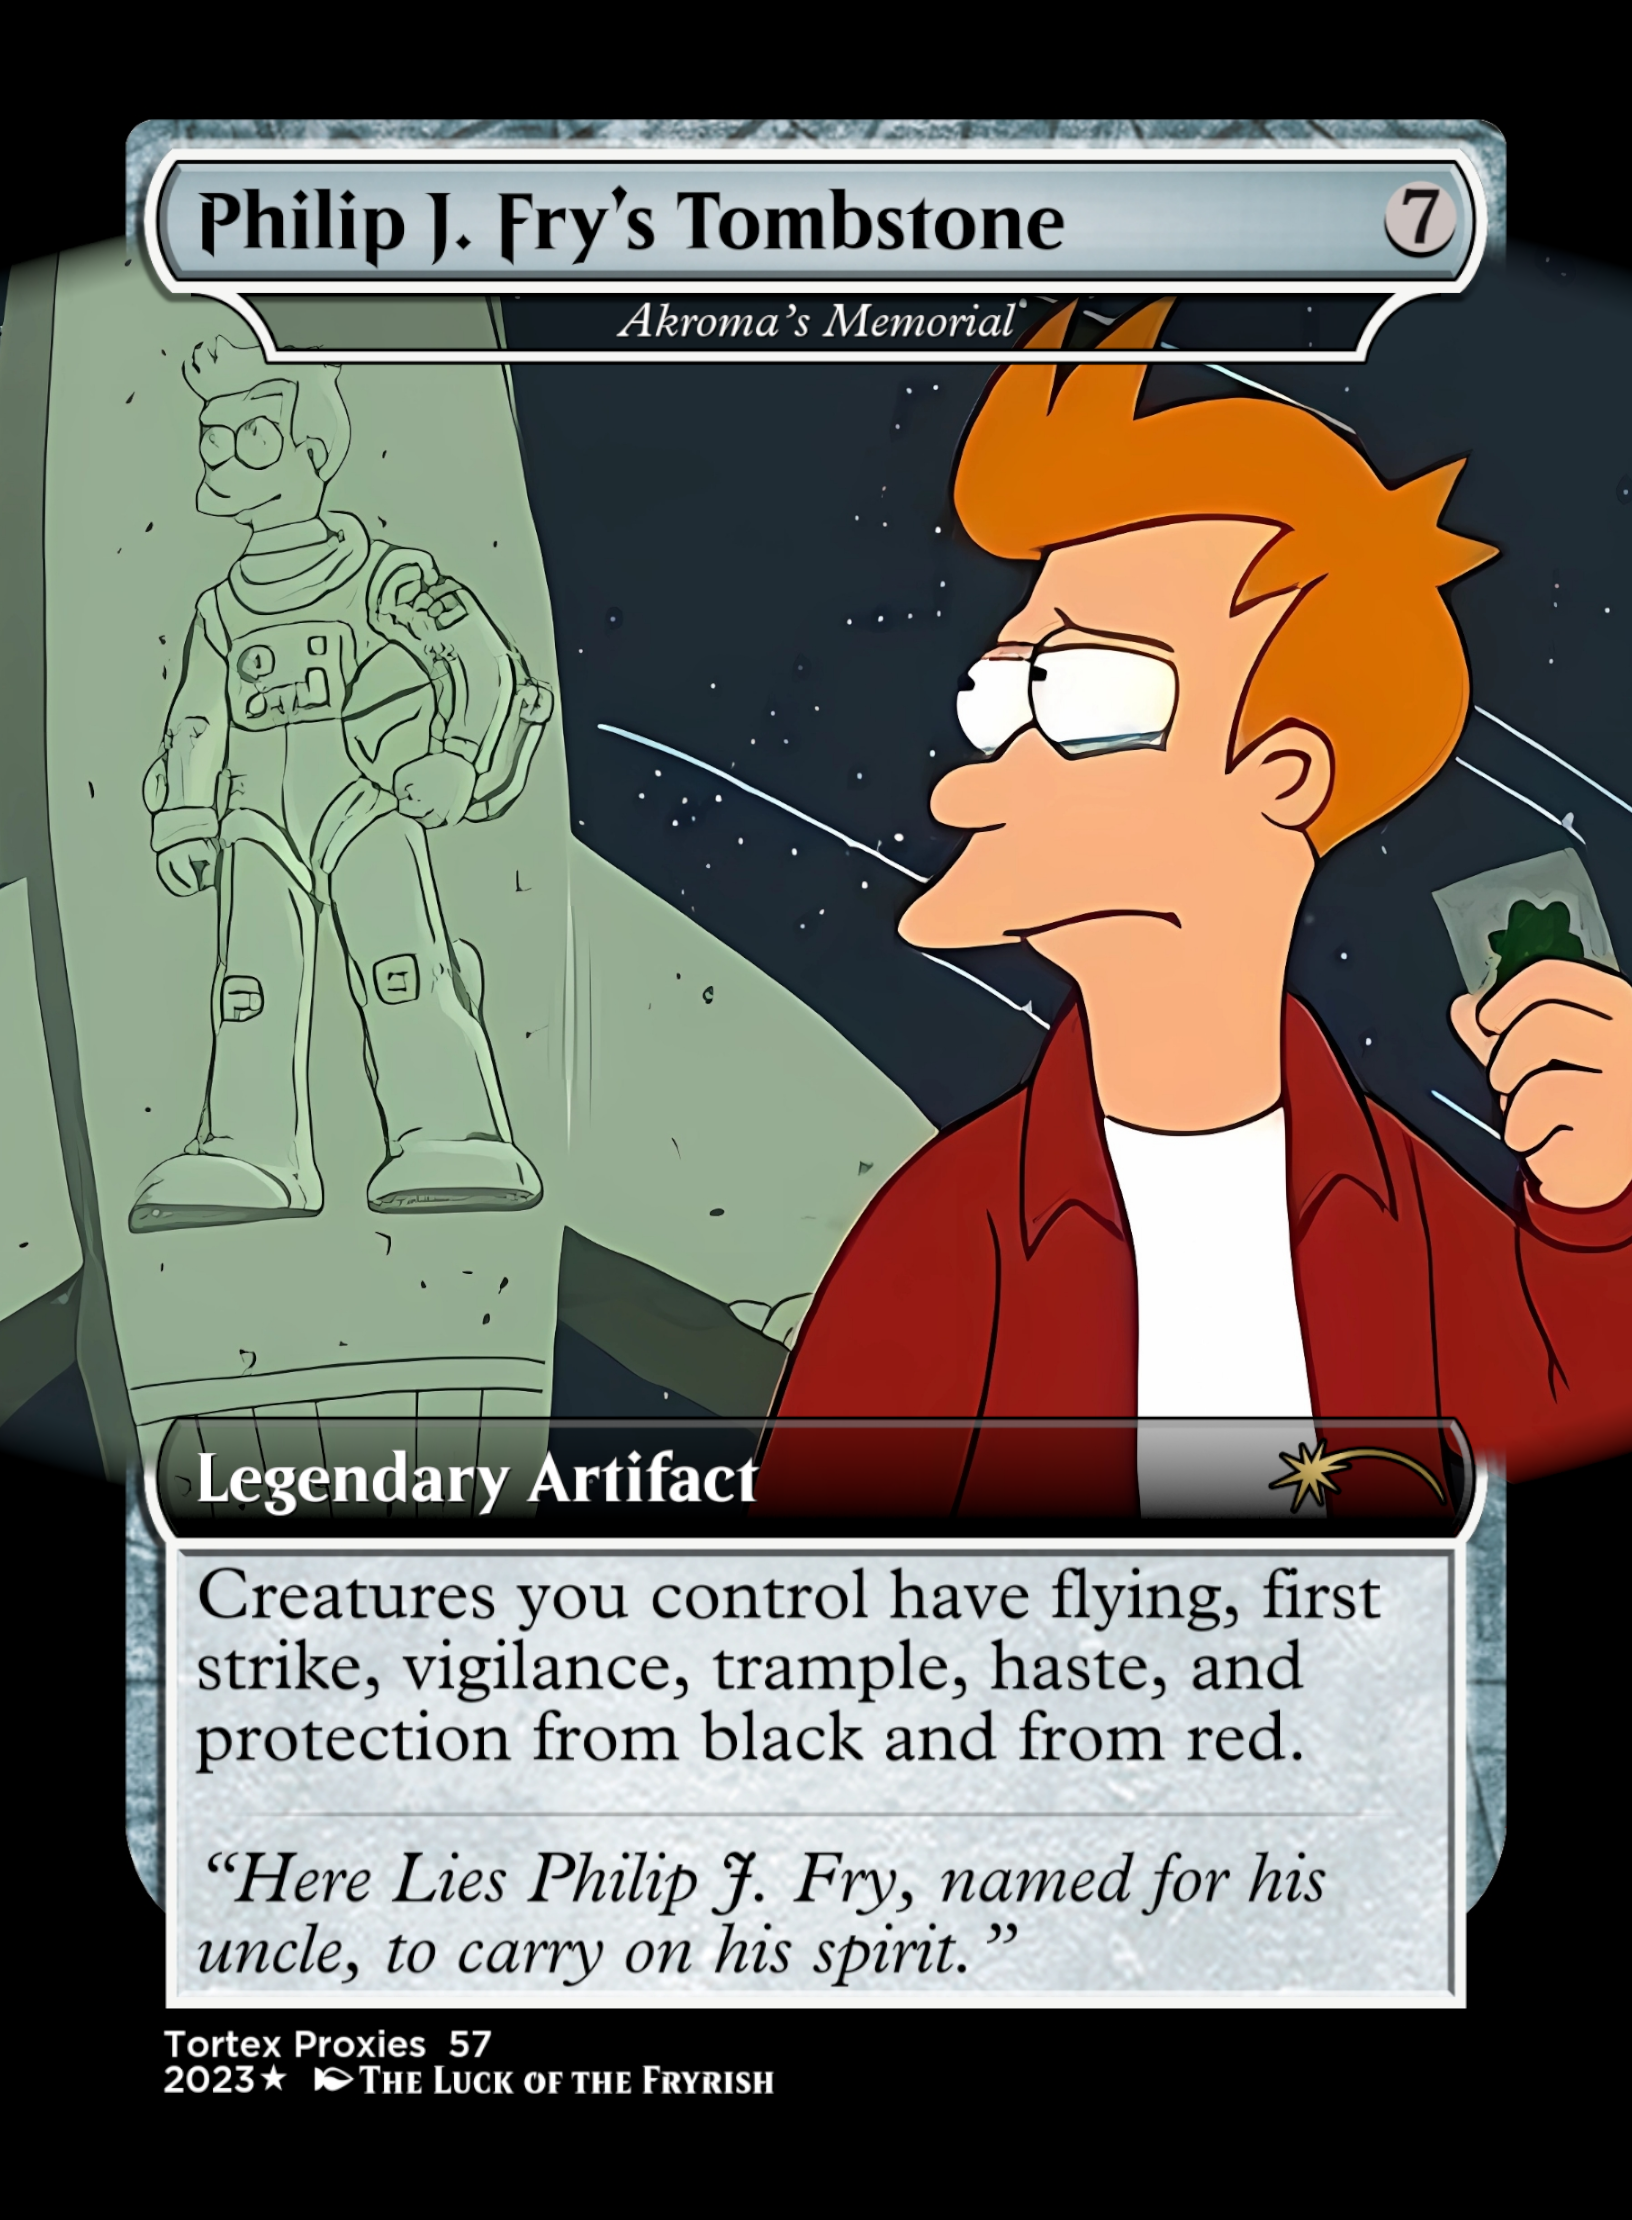 Philip J. Fry's Tombstone 7
Akroma's Memorial
Legendary Artifact
Creatures you control have flying, first
strike, vigilance, trample, haste, and
protection from black and from red.
“Here Lies Philip J. Fry, named for his
uncle, to carry on his spirit.”
Tortex Proxies 57
2023★ The Luck of the Fryrish